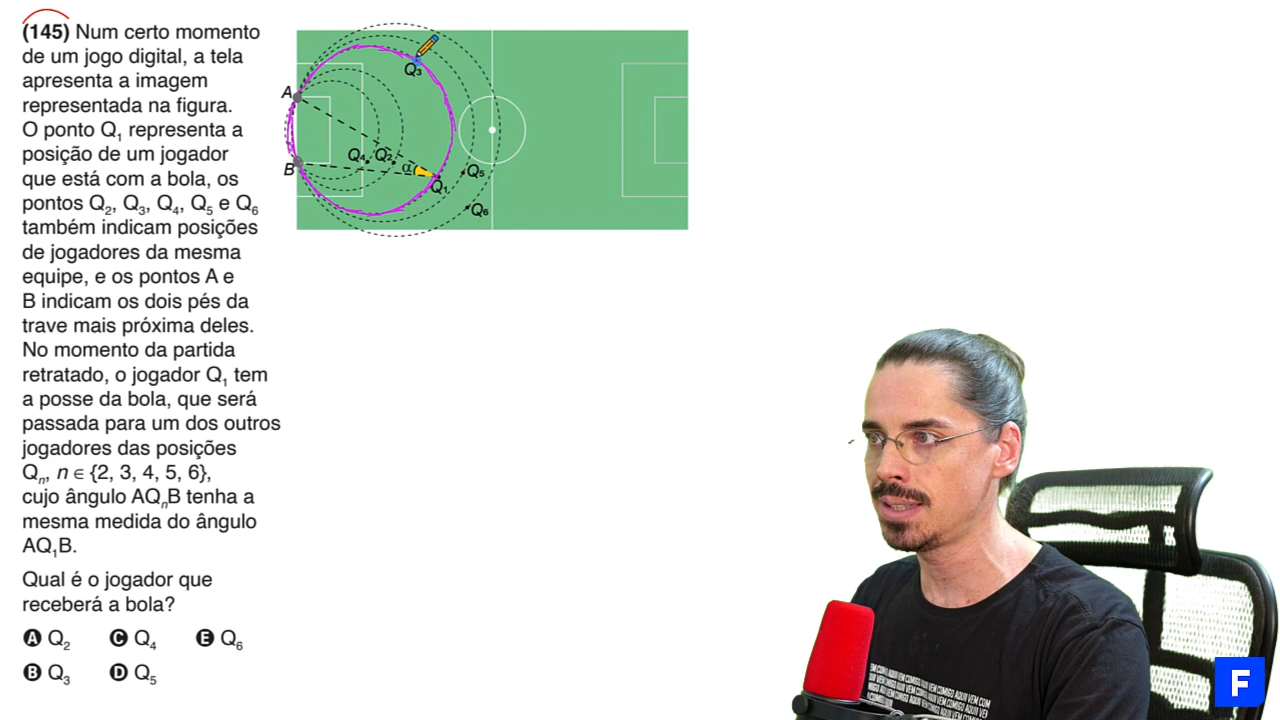 (145) Num certo momento
de um jogo digital, a tela
apresenta a imagem
representada na figura.
O ponto Q₁ representa a
posição de um jogador
que está com a bola, os
pontos Q₂, Q₃, Q₄, Q₅ e Q₆
também indicam posições
de jogadores da mesma
equipe, e os pontos A e
B indicam os dois pés da
trave mais próxima deles.
No momento da partida
retratado, o jogador Q₁ tem
a posse da bola, que será
passada para um dos outros
jogadores das posições
Qₙ, n ∈ {2, 3, 4, 5, 6},
cujo ângulo AQₙB tenha a
mesma medida do ângulo
AQ₁B.
Qual é o jogador que
receberá a bola?
A Q₂ C Q₄ E Q₆
B Q₃ D Q₅
Q₃
A
Q₄ Q₂
B α Q₅
Q₁
Q₆
VEM COMIGO AQUI VEM COM
F